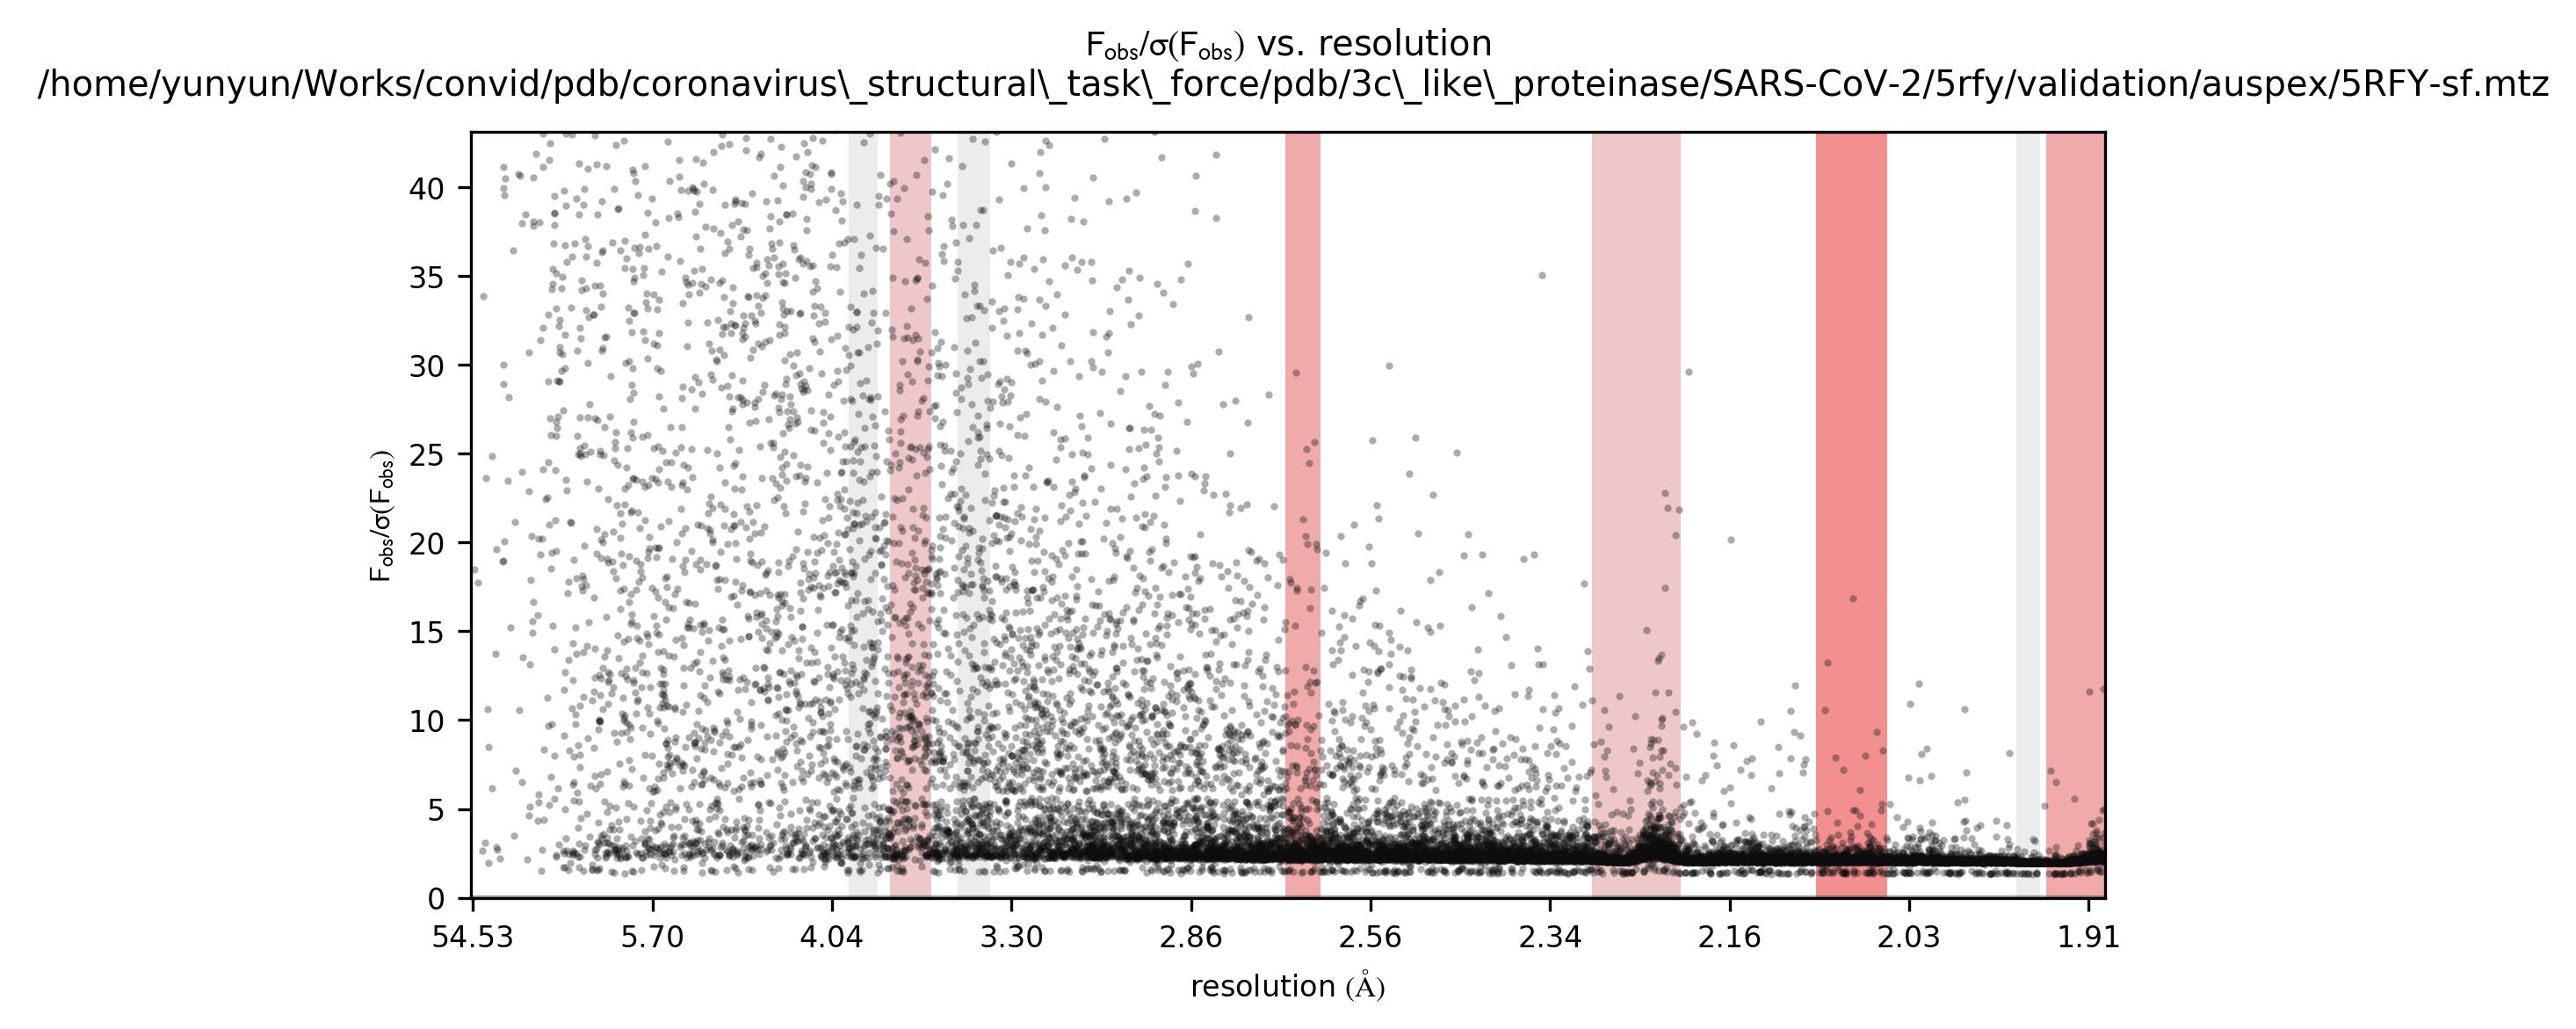 Fobs/σ(Fobs) vs. resolution
/home/yunyun/Works/convid/pdb/coronavirus\_structural\_task\_force/pdb/3c\_like\_proteinase/SARS-CoV-2/5rfy/validation/auspex/5RFY-sf.mtz
Fobs/σ(Fobs)
40
35
30
25
20
15
10
5
0
54.53 5.70 4.04 3.30 2.86 2.56 2.34 2.16 2.03 1.91
resolution (Å)